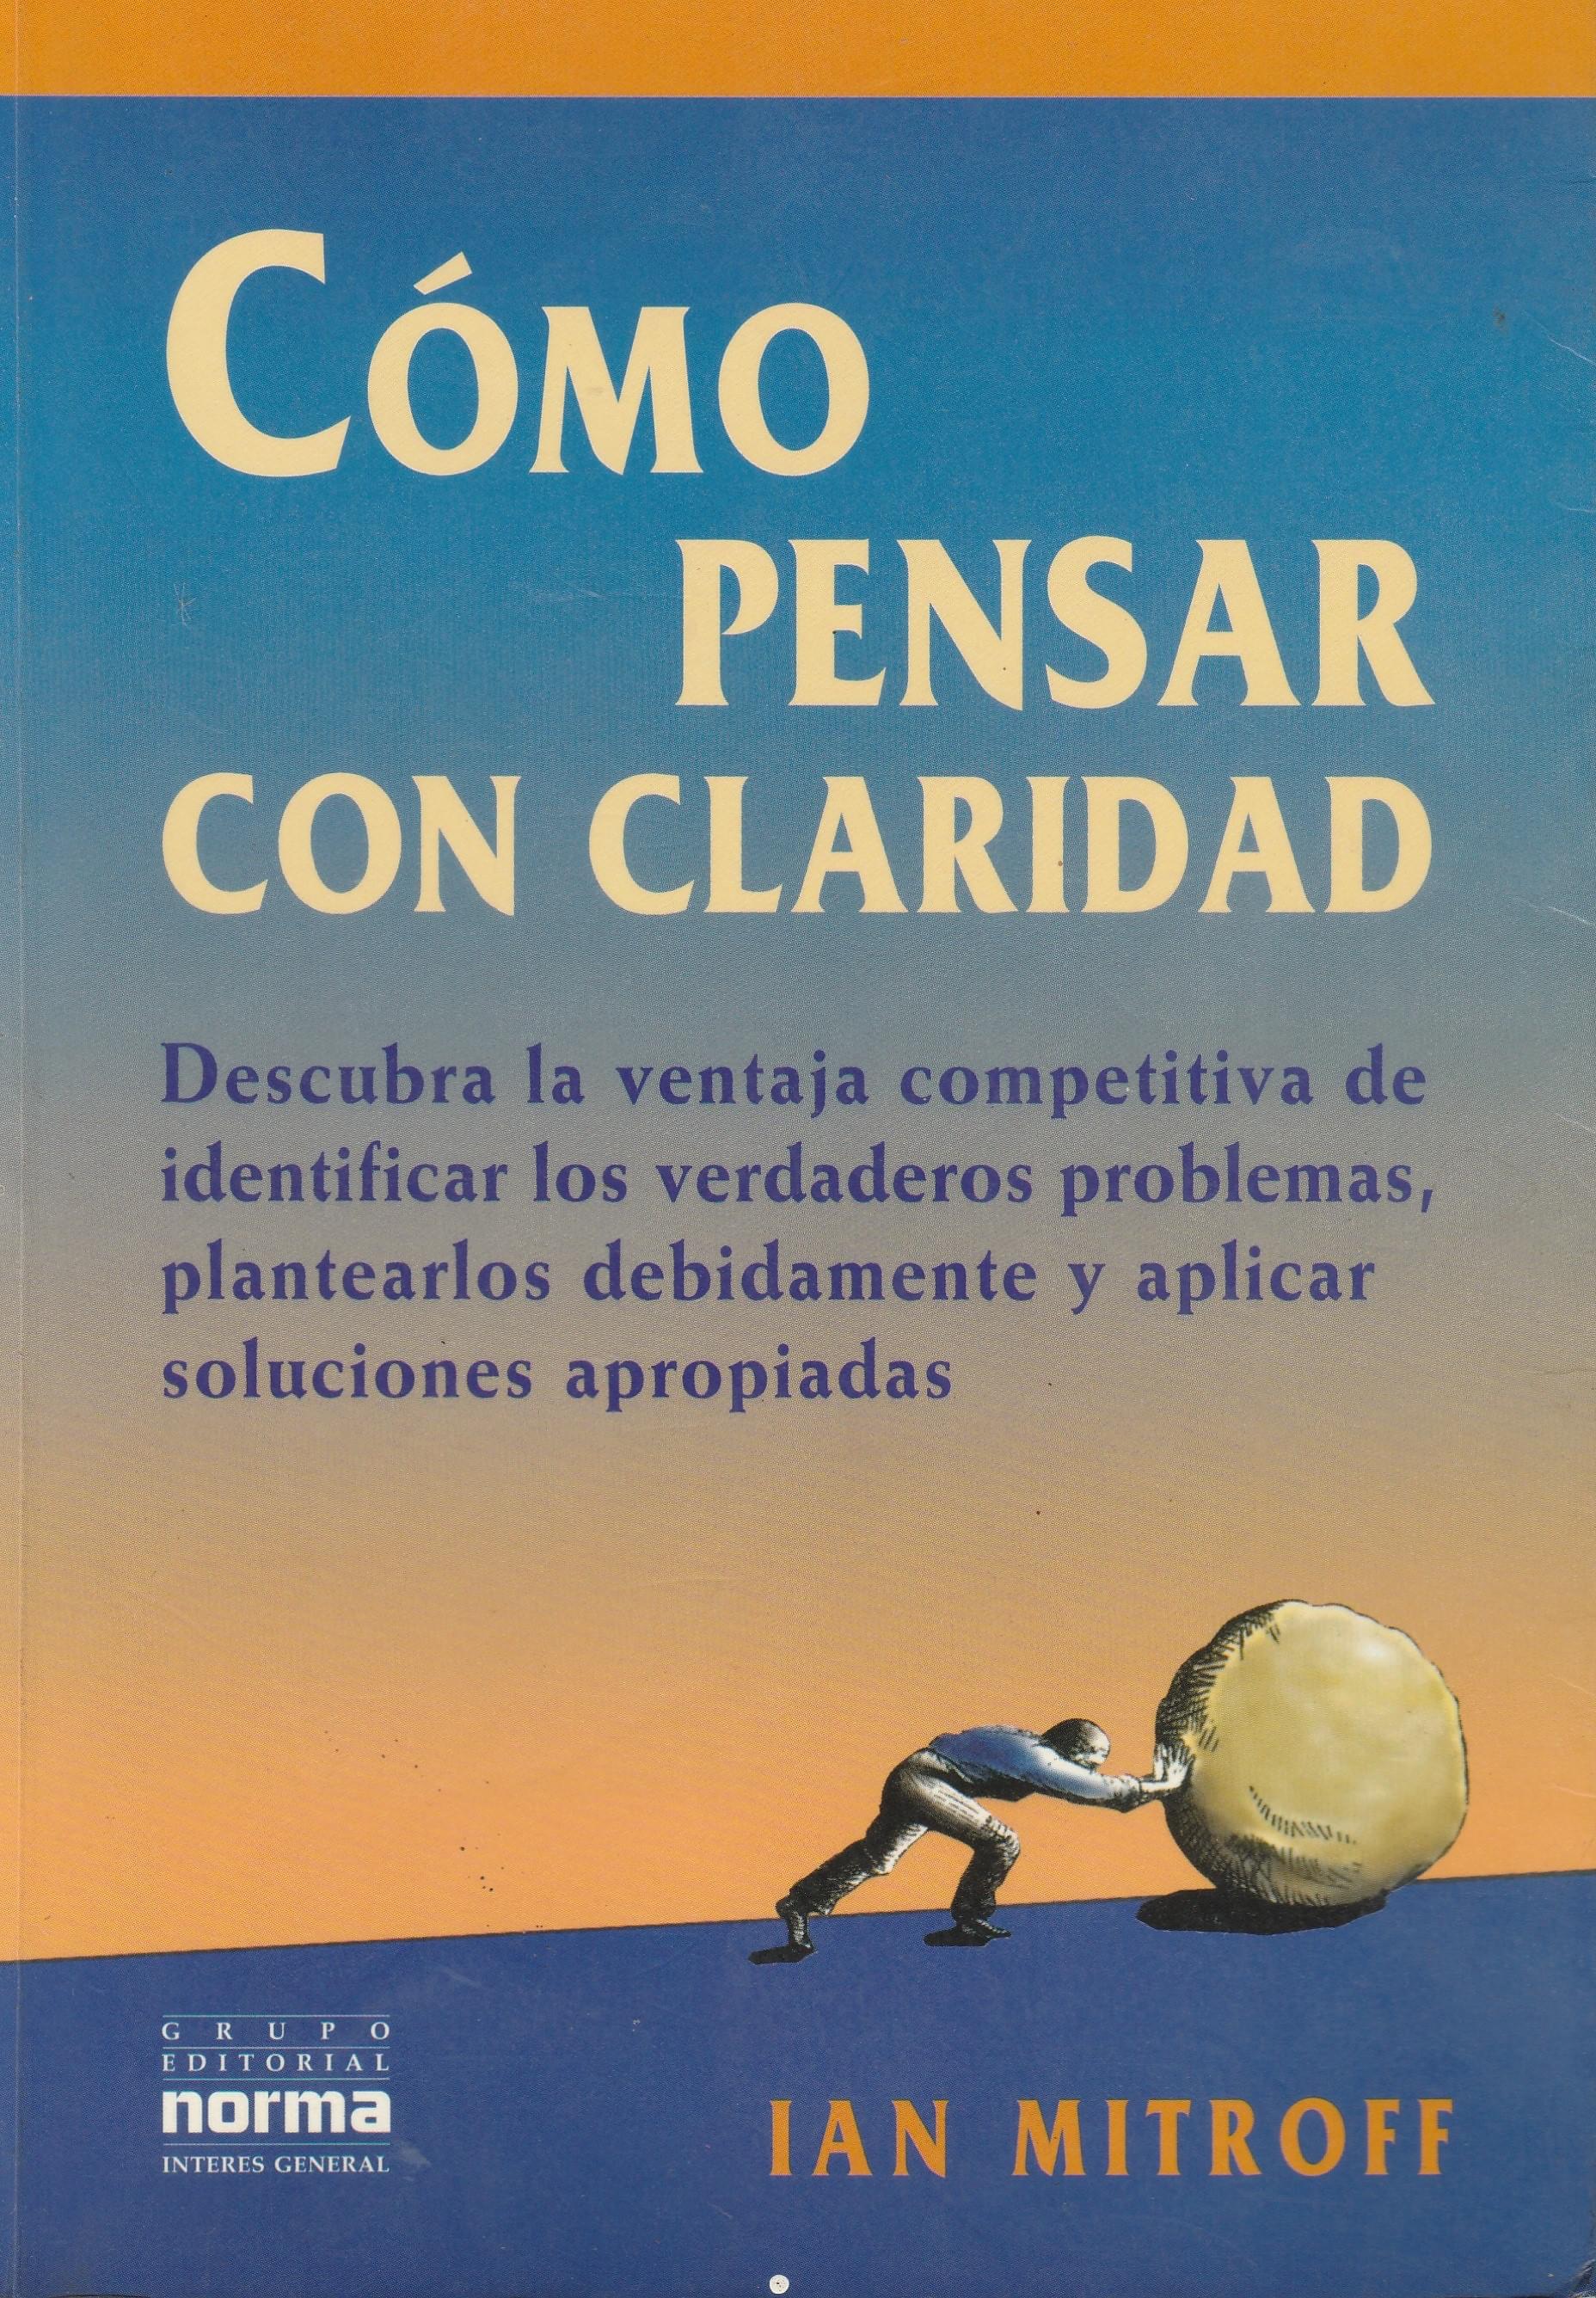 CÓMO
PENSAR
CON CLARIDAD
Descubra la ventaja competitiva de
identificar los verdaderos problemas,
plantearlos debidamente y aplicar
soluciones apropiadas
GRUPO
EDITORIAL
norma
INTERES GENERAL
IAN MITROFF